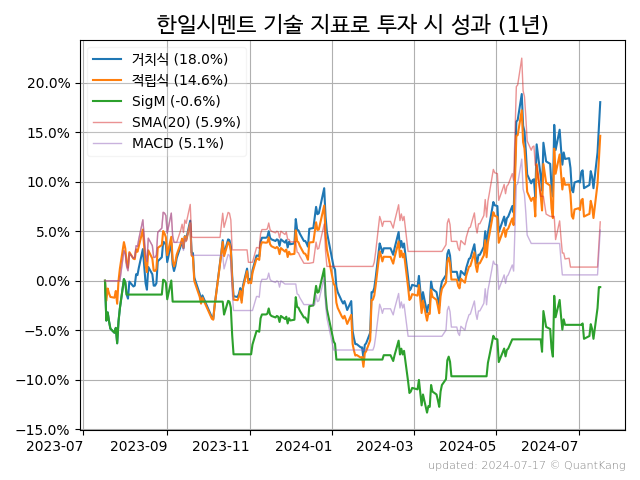 한일시멘트 기술 지표로 투자 시 성과 (1년)
거치식 (18.0%)
적립식 (14.6%)
SigM (-0.6%)
SMA(20) (5.9%)
MACD (5.1%)
20.0%
15.0%
10.0%
5.0%
0.0%
−5.0%
−10.0%
−15.0%
2023-07 2023-09 2023-11 2024-01 2024-03 2024-05 2024-07
updated: 2024-07-17 © QuantKang